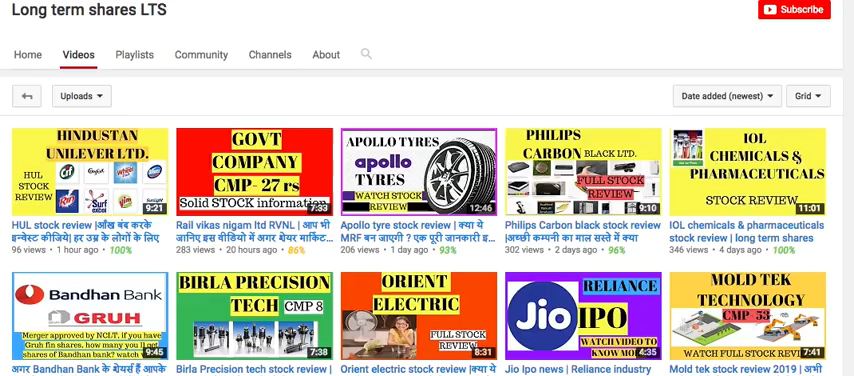 Long term shares LTS
Subscribe
Home Videos Playlists Community Channels About
Uploads
Date added (newest)
Grid
HINDUSTAN
UNILEVER LTD.
HUL
STOCK
REVIEW
Cif
Comfort
Wheel
Rin
Surf
excel
Vim
Sunlight
9:21
HUL stock review |आँख बंद करके
इन्वेस्ट कीजिये| हर उम्र के लोगों के लिए
96 views • 1 hour ago • 100%
GOVT
COMPANY
CMP- 27 rs
Solid STOCK information
7:33
Rail vikas nigam ltd RVNL | आप भी
जानिए इस वीडियो में अगर शेयर मार्किट...
283 views • 20 hours ago • 86%
APOLLO TYRES
apollo
TYRES
WATCH STOCK
REVIEW
12:46
Apollo tyre stock review | क्या ये
MRF बन जाएगी ? एक पूरी जानकारी इ...
206 views • 1 day ago • 93%
PHILIPS
CARBON BLACK LTD.
FULL STOCK
REVIEW
9:10
Philips Carbon black stock review
|अच्छी कम्पनी का माल सस्ते में क्या
302 views • 2 days ago • 96%
IOL
CHEMICALS &
PHARMACEUTICALS
STOCK REVIEW
11:01
IOL chemicals & pharmaceuticals
stock review | long term shares
346 views • 4 days ago • 100%
Bandhan Bank
GRUH
Merger approved by NCLT, if you have
Gruh fin shares, how many you'll get
shares of Bandhan bank? watch
9:45
अगर Bandhan Bank के शेयर्स हैं आपके
BIRLA PRECISION
TECH CMP 8
7:38
Birla Precision tech stock review |
ORIENT
ELECTRIC
FULL STOCK
REVIEW
8:31
Orient electric stock review |क्या ये
RELIANCE
Jio IPO
WATCH VIDEO TO
KNOW MO
4:35
Jio Ipo news | Reliance industry
MOLD TEK
TECHNOLOGY
CMP- 53
WATCH FULL STOCK REVI
7:41
Mold tek stock review 2019 | अभी